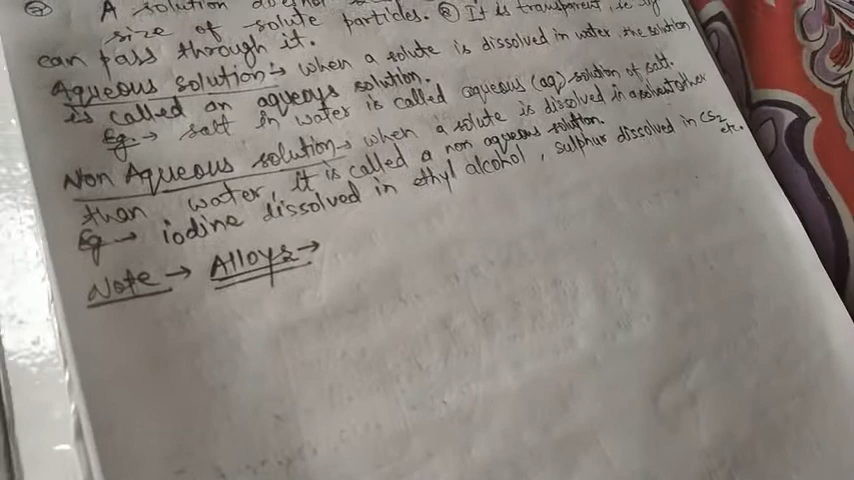 A solution
size of solute particles. ⑧ It is transparent, ie
can pass through it.
Aqueous solution → when a solute is dissolved in water the solution
is called an aqueous solution.
Eg → salt in water is called aqueous (aq) solution of salt.
Non Aqueous solution → when a solute is dissolved in a solvent other
than water, it is called a non aqueous solution.
Eg → iodine dissolved in ethyl alcohol, sulphur dissolved in CS2 etc.
Note → Alloys →